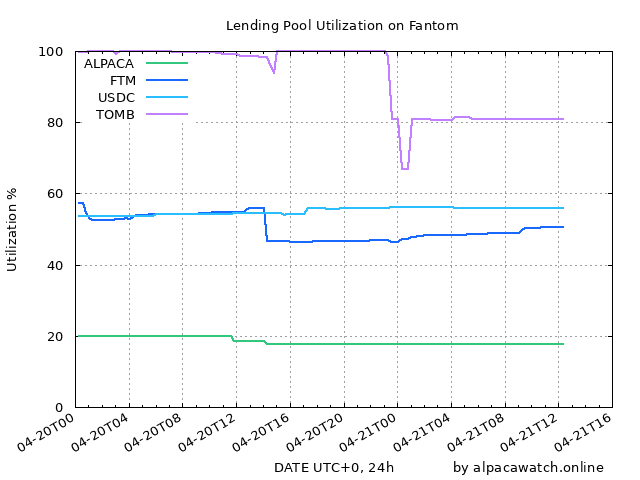 Lending Pool Utilization on Fantom
100
80
60
40
20
0
Utilization %
ALPACA
FTM
USDC
TOMB
04-20T00
04-20T04
04-20T08
04-20T12
04-20T16
04-20T20
04-21T00
04-21T04
04-21T08
04-21T12
04-21T16
DATE UTC+0, 24h
by alpacawatch.online